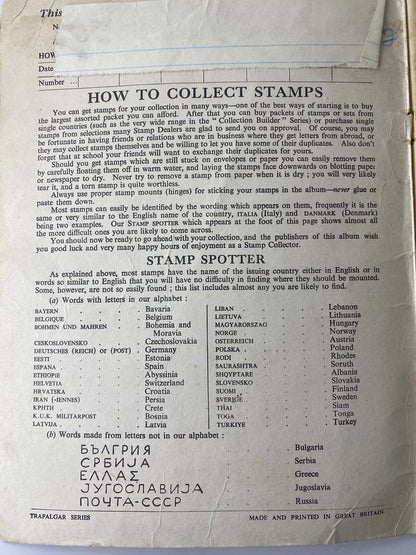 This
N
HOW
Date
Number ...
HOW TO COLLECT STAMPS
You can get stamps for your collection in many ways—one of the best ways of starting is to buy
the largest assorted packet you can afford. After that you can buy packets of stamps or sets from
single countries (such as the very wide range in the "Collection Builder" Series) or purchase single
stamps from selections many Stamp Dealers are glad to send you on approval. Of course, you may
be fortunate in having friends or relations who are in business where they get letters from abroad, or
they may collect stamps themselves and be willing to let you have some of their duplicates. Also don't
forget that at school your friends will want to exchange their duplicates for yours.
Should you get stamps which are still stuck on envelopes or paper you can easily remove them
by carefully floating them off in warm water, and laying the stamps face downwards on blotting paper
or newspaper to dry. Never try to remove a stamp from paper when it is dry; you will very likely
tear it, and a torn stamp is quite worthless.
Always use proper stamp mounts (hinges) for sticking your stamps in the album—never glue or
paste them down.
Most stamps can easily be identified by the wording which appears on them, frequently it is the
same or very similar to the English name of the country, ITALIA (Italy) and DANMARK (Denmark)
being two examples. Our STAMP SPOTTER which appears at the foot of this page shows almost all
the more difficult ones you are likely to come across.
You should now be ready to go ahead with your collection, and the publishers of this album wish
you good luck and very many happy hours of enjoyment as a Stamp Collector.
STAMP SPOTTER
As explained above, most stamps have the name of the issuing country either in English or in
words so similar to English that you will have no difficulty in finding where they should be mounted.
Some, however, are not so easily found; this list includes almost all you are likely to find.
(a) Words with letters in our alphabet:
BAYERN . . Bavaria
BELGIQUE . . Belgium
BOHMEN UND MAHREN . Bohemia and
Moravia
CESKOSLOVENSKO . Czechoslovakia
DEUTSCHES (REICH) or (POST) . Germany
EESTI . . Estonia
ESPANA . . Spain
ETHIOPIE . . Abyssinia
HELVETIA . . Switzerland
HRVATSKA . . Croatia
IRAN (-IENNES) . . Persia
KPHTH . . Crete
K.U.K. MILITARPOST . Bosnia
LATVIJA . . Latvia
LIBAN . . Lebanon
LIETUVA . . Lithuania
MAGYARORSZAG . . Hungary
NORGE . . Norway
OSTERREICH . . Austria
POLSKA . . Poland
RODI . . Rhodes
SAURASHTRA . . Soruth
SHQIPTARE . . Albania
SLOVENSKO . . Slovakia
SUOMI . . Finland
SVERIGE . . Sweden
THAI . . Siam
TOGA . . Tonga
TURKIYE . . Turkey
(b) Words made from letters not in our alphabet:
БЪЛГРИЯ . . . Bulgaria
СРБИЈА . . . Serbia
ΕΛΛΑΣ . . . Greece
ЈУГОСЛАВИЈА . . . Jugoslavia
ПОЧТА-СССР . . . Russia
TRAFALGAR SERIES
MADE AND PRINTED IN GREAT BRITAIN